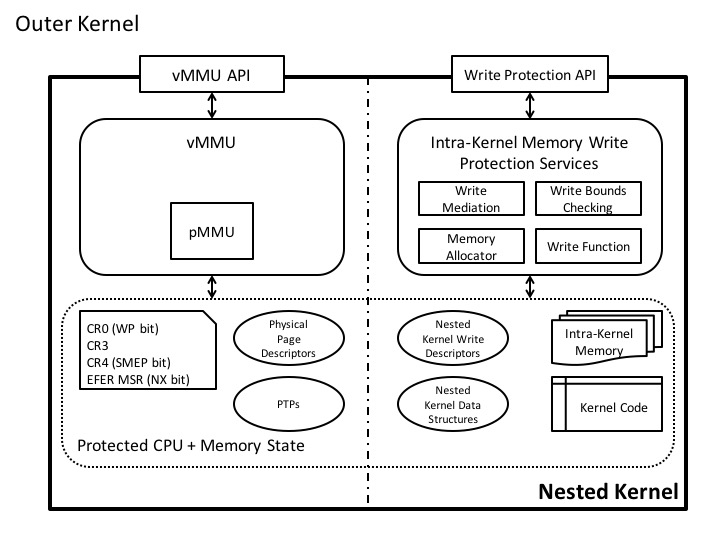 Outer Kernel
vMMU API
Write Protection API
vMMU
pMMU
Intra-Kernel Memory Write
Protection Services
Write
Mediation
Write Bounds
Checking
Memory
Allocator
Write Function
CR0 (WP bit)
CR3
CR4 (SMEP bit)
EFER MSR (NX bit)
Physical
Page
Descriptors
PTPs
Nested
Kernel Write
Descriptors
Nested
Kernel Data
Structures
Intra-Kernel
Memory
Kernel Code
Protected CPU + Memory State
Nested Kernel